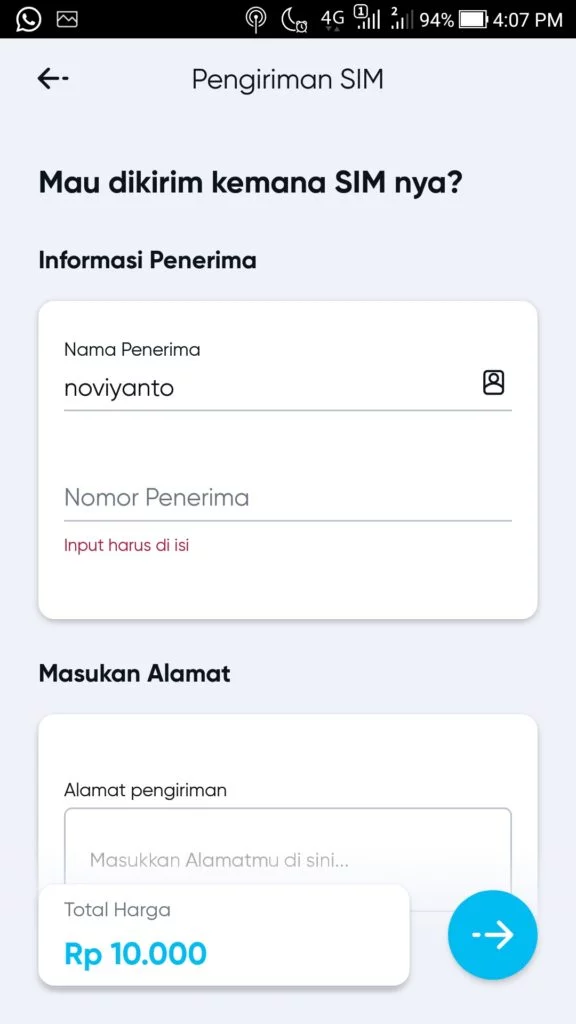 4G 1 2 94% 4:07 PM
Pengiriman SIM
Mau dikirim kemana SIM nya?
Informasi Penerima
Nama Penerima
noviyanto
Nomor Penerima
Input harus di isi
Masukan Alamat
Alamat pengiriman
Masukkan Alamatmu di sini...
Total Harga
Rp 10.000